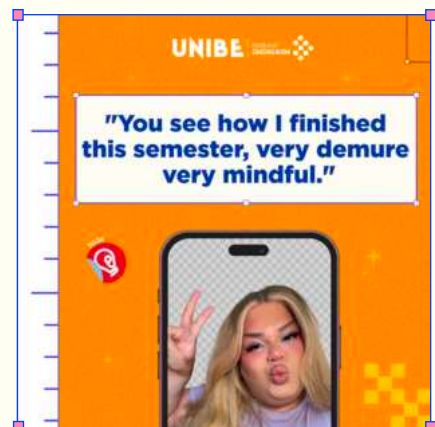 UNIBE
"You see how I finished
this semester, very demure
very mindful."